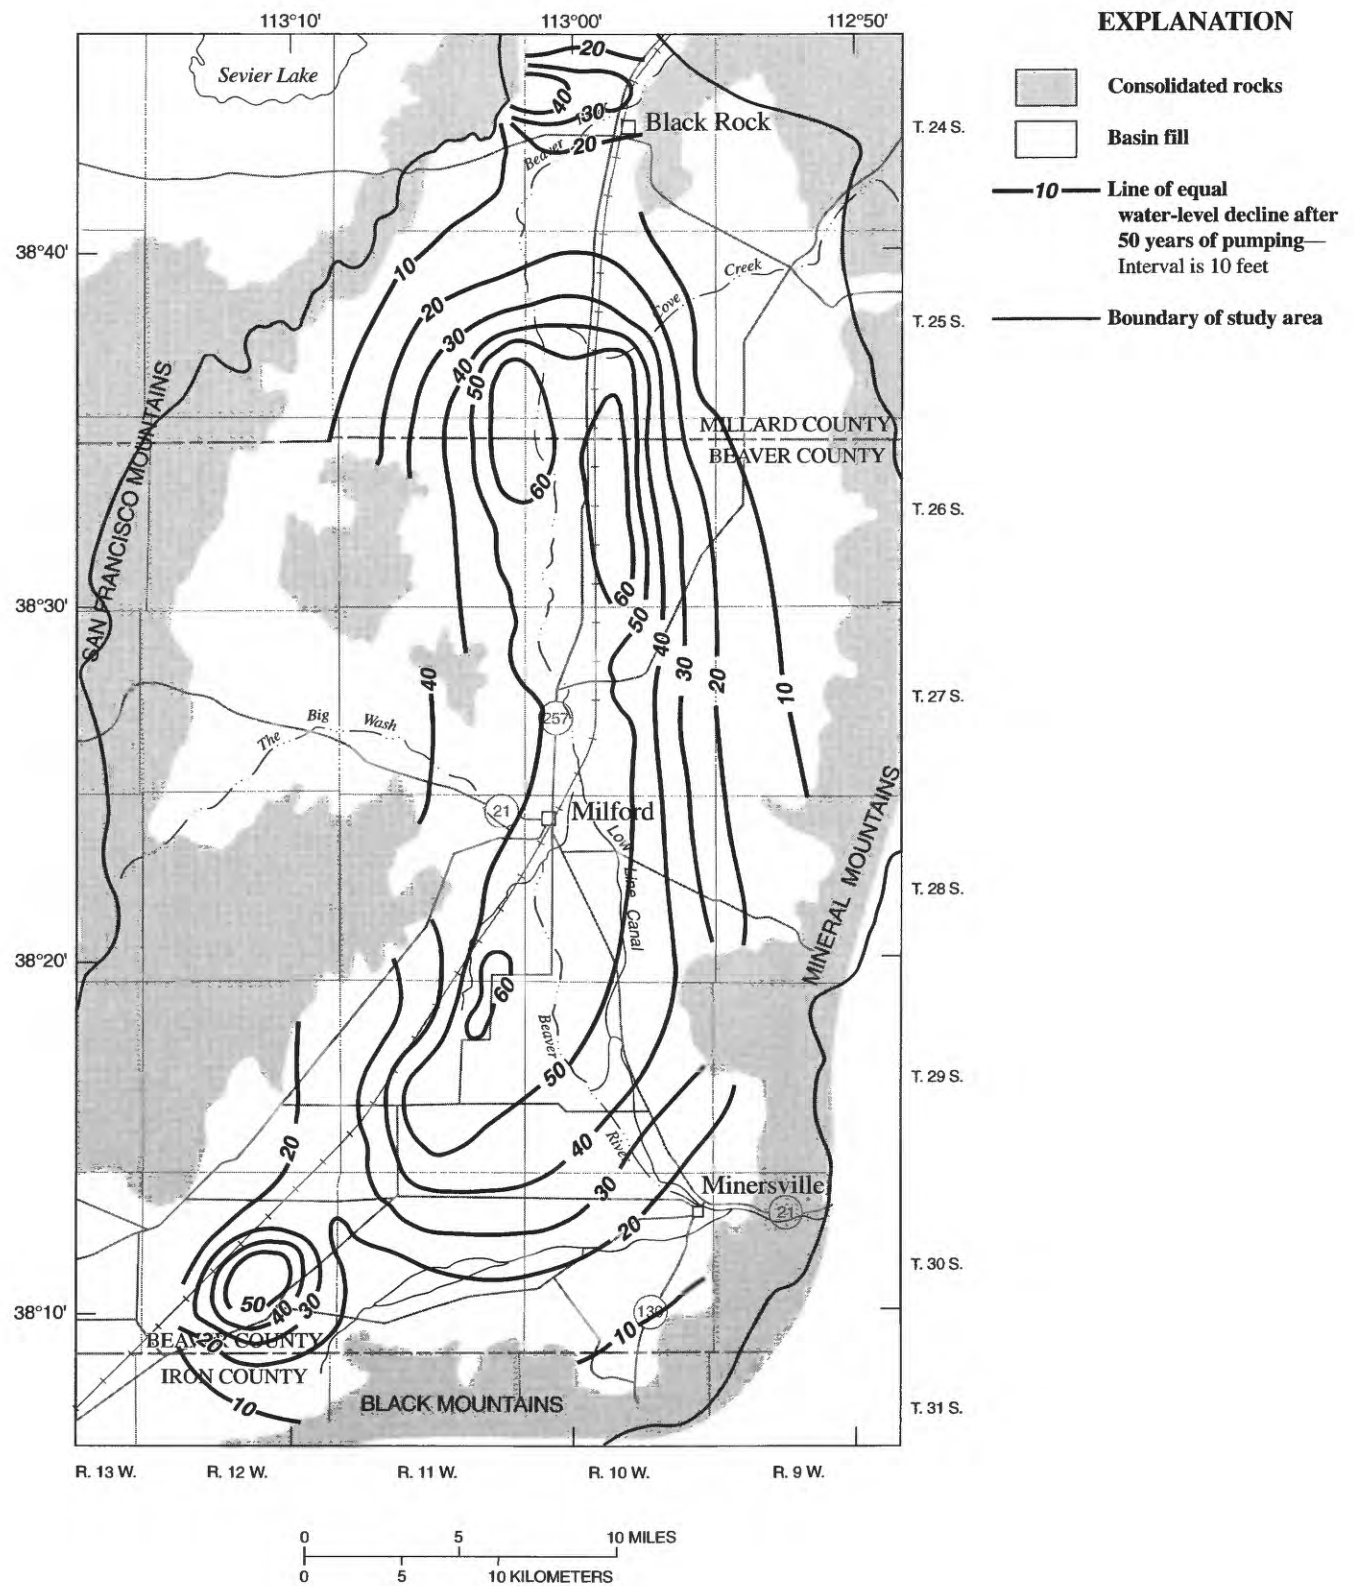 113°10'
113°00'
112°50'
EXPLANATION
Consolidated rocks
Basin fill
10
Line of equal
water-level decline after
50 years of pumping—
Interval is 10 feet
Boundary of study area
Sevier Lake
20
40
30
Black Rock
Beaver
20
T. 24 S.
38°40'
10
20
30
40
50
Creek
Cove
T. 25 S.
SAN FRANCISCO MOUNTAINS
MILLARD COUNTY
BEAVER COUNTY
60
T. 26 S.
38°30'
60
50
40
30
20
10
40
T. 27 S.
The Big Wash
257
21
Milford
Low Line Canal
MINERAL MOUNTAINS
T. 28 S.
38°20'
60
Beaver
River
50
T. 29 S.
20
40
30
20
Minersville
21
T. 30 S.
38°10'
50
40
30
20
BEAVER COUNTY
IRON COUNTY
10
10
BLACK MOUNTAINS
T. 31 S.
R. 13 W.
R. 12 W.
R. 11 W.
R. 10 W.
R. 9 W.
0 5 10 MILES
0 5 10 KILOMETERS